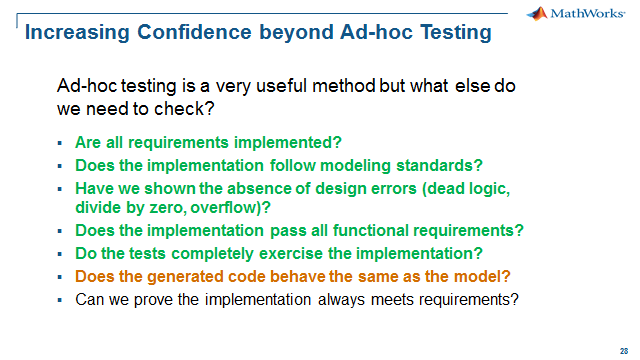 Increasing Confidence beyond Ad-hoc Testing
MathWorks®
Ad-hoc testing is a very useful method but what else do
we need to check?
▪ Are all requirements implemented?
▪ Does the implementation follow modeling standards?
▪ Have we shown the absence of design errors (dead logic,
divide by zero, overflow)?
▪ Does the implementation pass all functional requirements?
▪ Do the tests completely exercise the implementation?
▪ Does the generated code behave the same as the model?
▪ Can we prove the implementation always meets requirements?
28